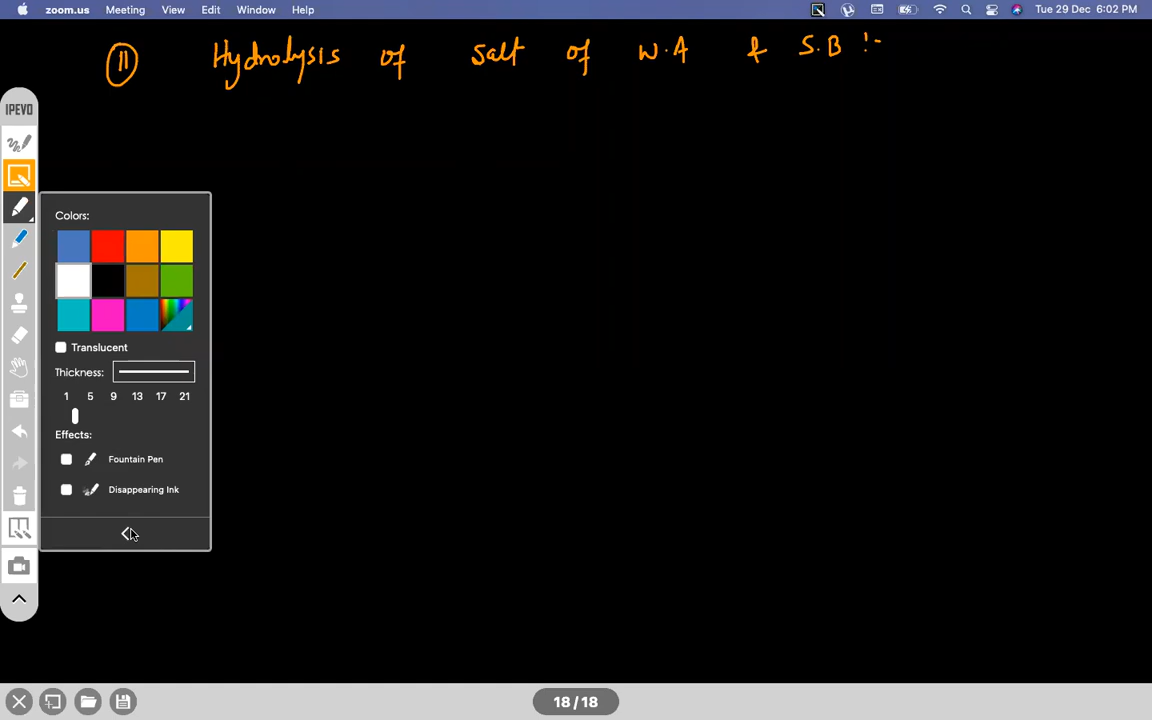 zoom.us Meeting View Edit Window Help Tue 29 Dec 6:02 PM
11 Hydrolysis of Salt of W.A & S.B :-
IPEVO
Colors:
Translucent
Thickness:
1 5 9 13 17 21
Effects:
Fountain Pen
Disappearing Ink
18 / 18